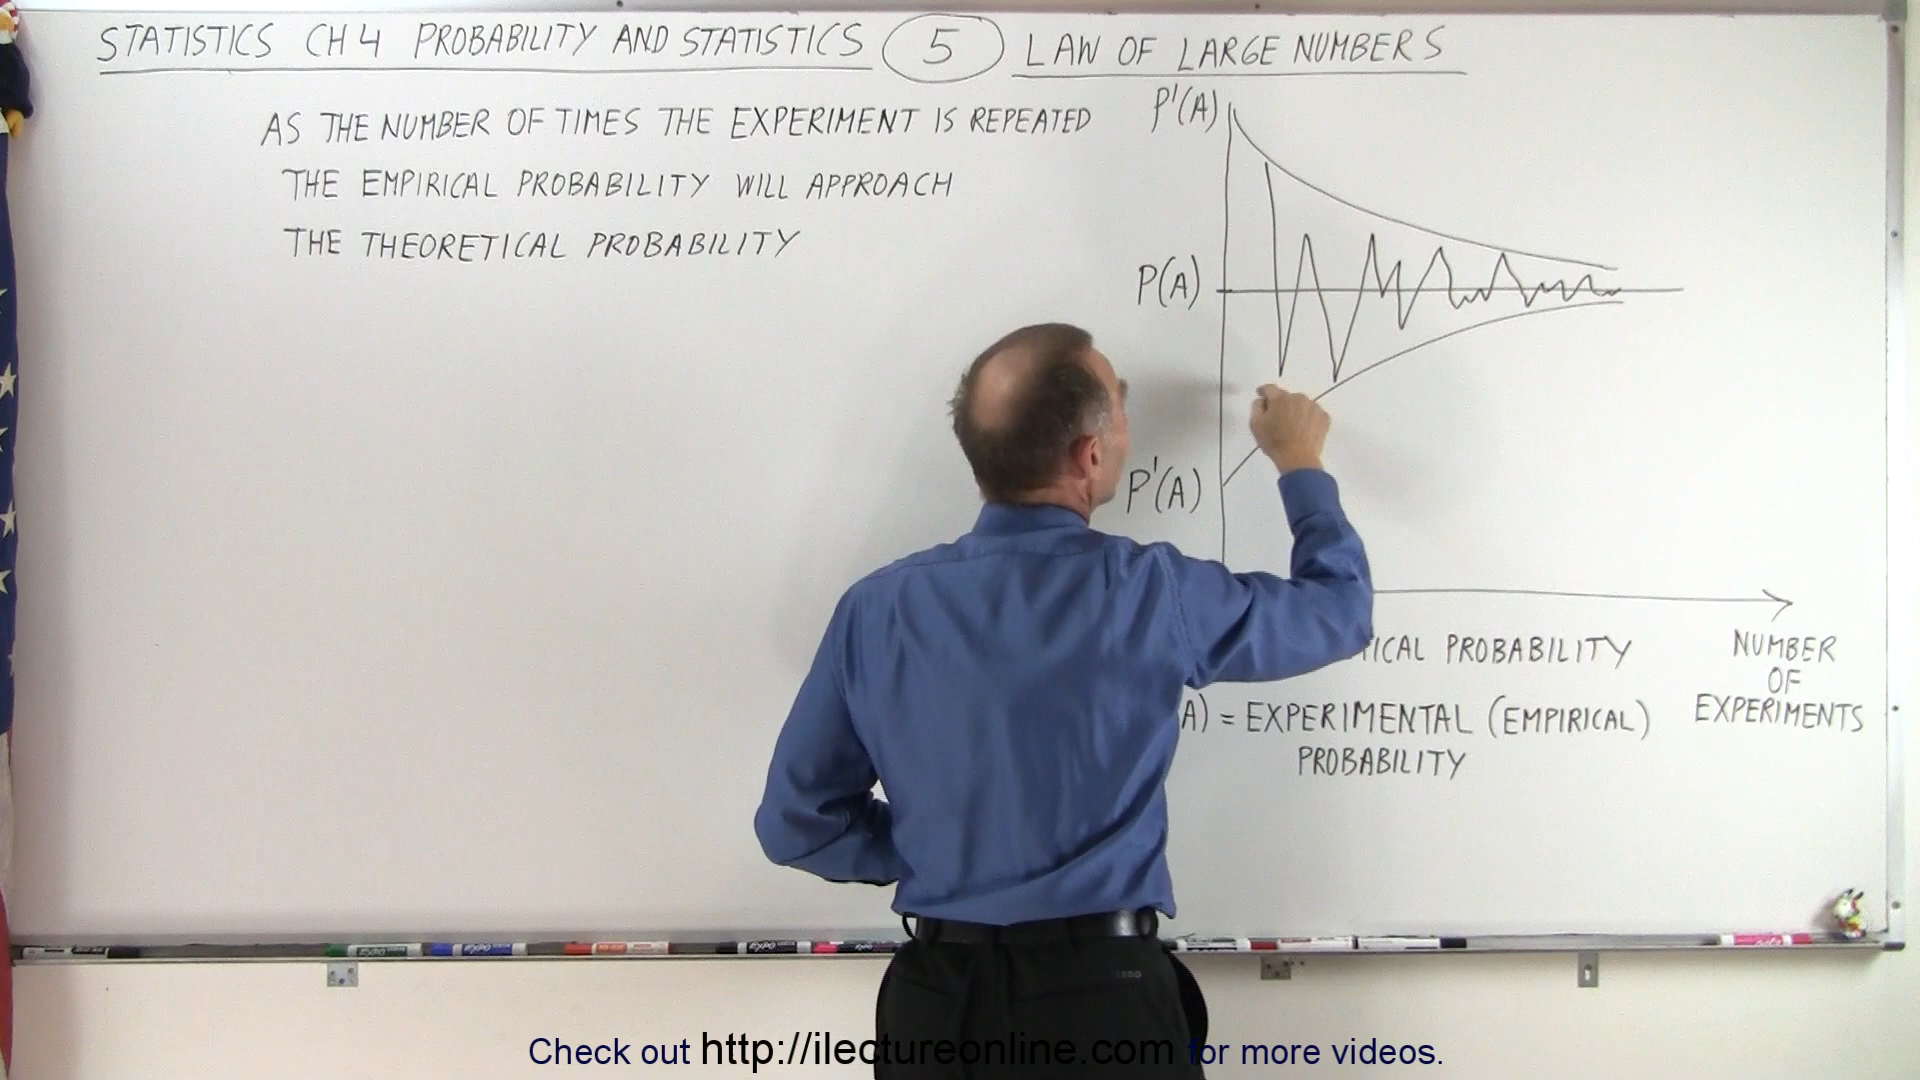 STATISTICS CH 4 PROBABILITY AND STATISTICS 5 LAW OF LARGE NUMBERS
AS THE NUMBER OF TIMES THE EXPERIMENT IS REPEATED
THE EMPIRICAL PROBABILITY WILL APPROACH
THE THEORETICAL PROBABILITY
P'(A)
P(A)
P'(A)
TICAL PROBABILITY
A) = EXPERIMENTAL (EMPIRICAL)
PROBABILITY
NUMBER
OF
EXPERIMENTS
Check out http://ilectureonline.com for more videos.